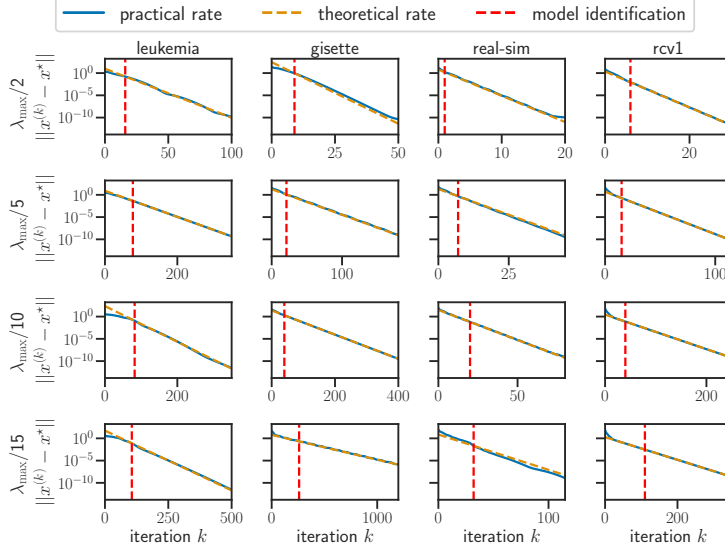 practical rate theoretical rate model identification
leukemia gisette real-sim rcv1
λmax/2
||x^(k) − x*||
10^0
10^−5
10^−10
0 50 100 0 25 50 0 10 20 0 20
λmax/5
||x^(k) − x*||
10^0
10^−5
10^−10
0 200 0 100 0 25 0 100
λmax/10
||x^(k) − x*||
10^0
10^−5
10^−10
0 200 0 200 400 0 50 0 200
λmax/15
||x^(k) − x*||
10^0
10^−5
10^−10
0 250 500 0 1000 0 100 0 200
iteration k iteration k iteration k iteration k